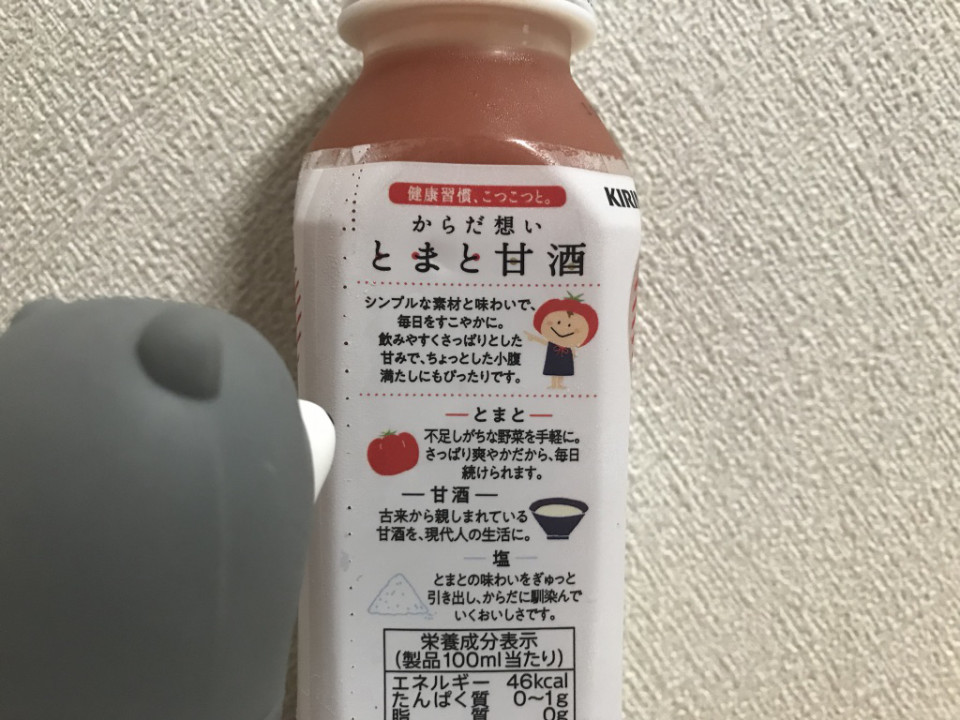 健康習慣、こつこつと。
KIRIN
からだ想い
とまと甘酒
シンプルな素材と味わいで、
毎日をすこやかに。
飲みやすくさっぱりとした
甘みで、ちょっとした小腹
満たしにもぴったりです。
とまと
不足しがちな野菜を手軽に。
さっぱり爽やかだから、毎日
続けられます。
甘酒
古来から親しまれている
甘酒を、現代人の生活に。
塩
とまとの味わいをぎゅっと
引き出し、からだに馴染んで
いくおいしさです。
栄養成分表示
(製品100ml当たり)
エネルギー 46kcal
たんぱく質 0〜1g
脂質 0g